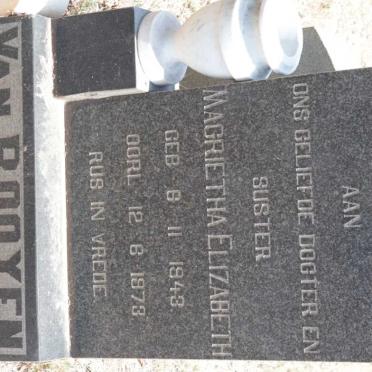 VAN ROOYEN
AAN
ONS GELIEFDE DOGTER EN
SUSTER
MAGRIETHA ELIZABETH
GEB. 8. 11. 1943
OORL. 12. 8. 1973
RUS IN VREDE.